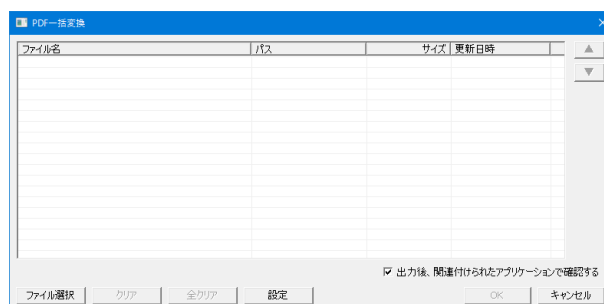 PDF一括変換
ファイル名 パス サイズ 更新日時
出力後、関連付けられたアプリケーションで確認する
ファイル選択 クリア 全クリア 設定 OK キャンセル